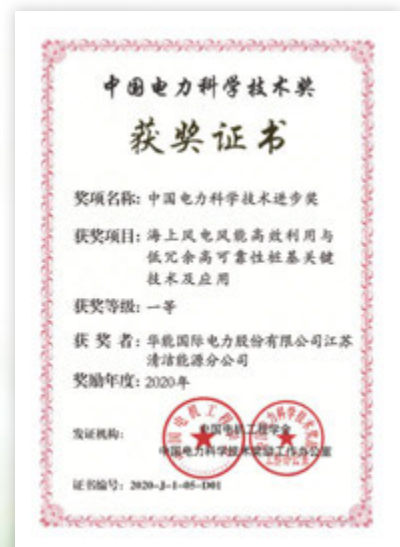 中国电力科学技术奖
获奖证书
奖项名称：中国电力科学技术进步奖
获奖项目：海上风电风能高效利用与
低冗余高可靠性桩基关键
技术及应用
获奖等级：一等
获 奖 者：华能国际电力股份有限公司江苏
清洁能源分公司
奖励年度：2020年
发证机构：中国电机工程学会
中国电力科学技术奖励工作办公室
证书编号：2020-J-1-05-D01